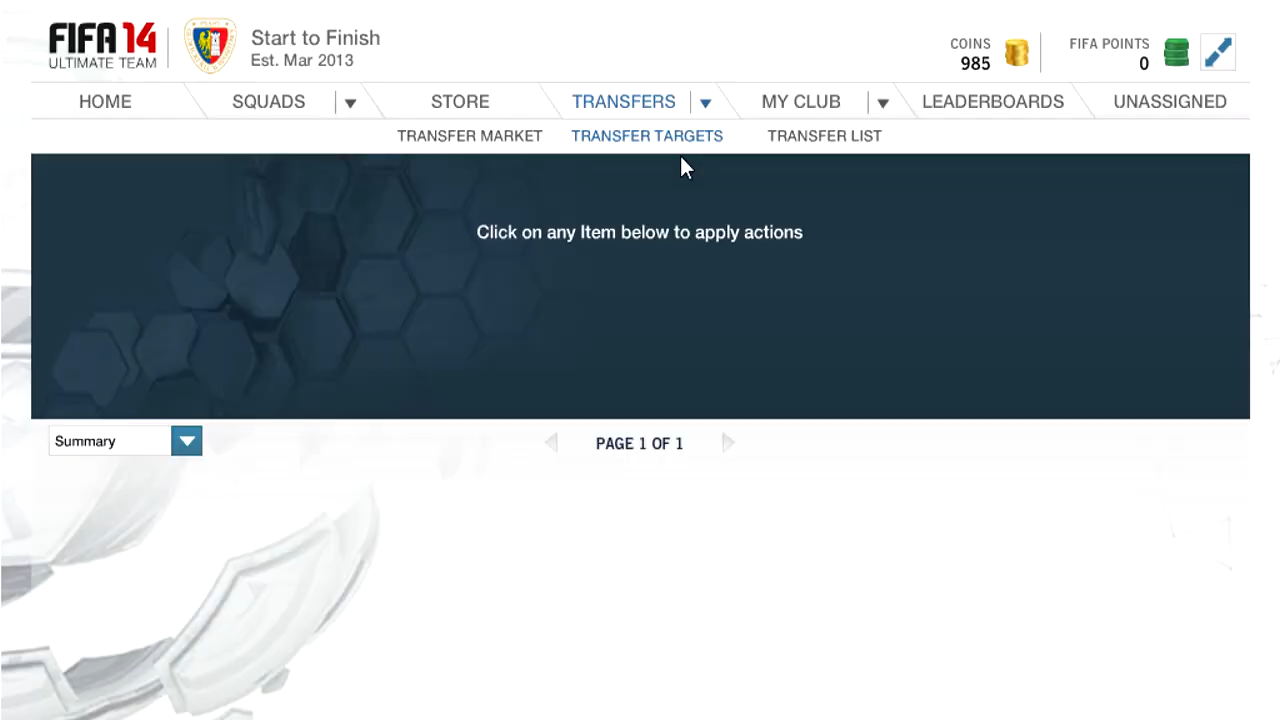 FIFA 14
ULTIMATE TEAM
Start to Finish
Est. Mar 2013
COINS
985
FIFA POINTS
0
HOME
SQUADS
STORE
TRANSFERS
MY CLUB
LEADERBOARDS
UNASSIGNED
TRANSFER MARKET
TRANSFER TARGETS
TRANSFER LIST
Click on any Item below to apply actions
Summary
PAGE 1 OF 1